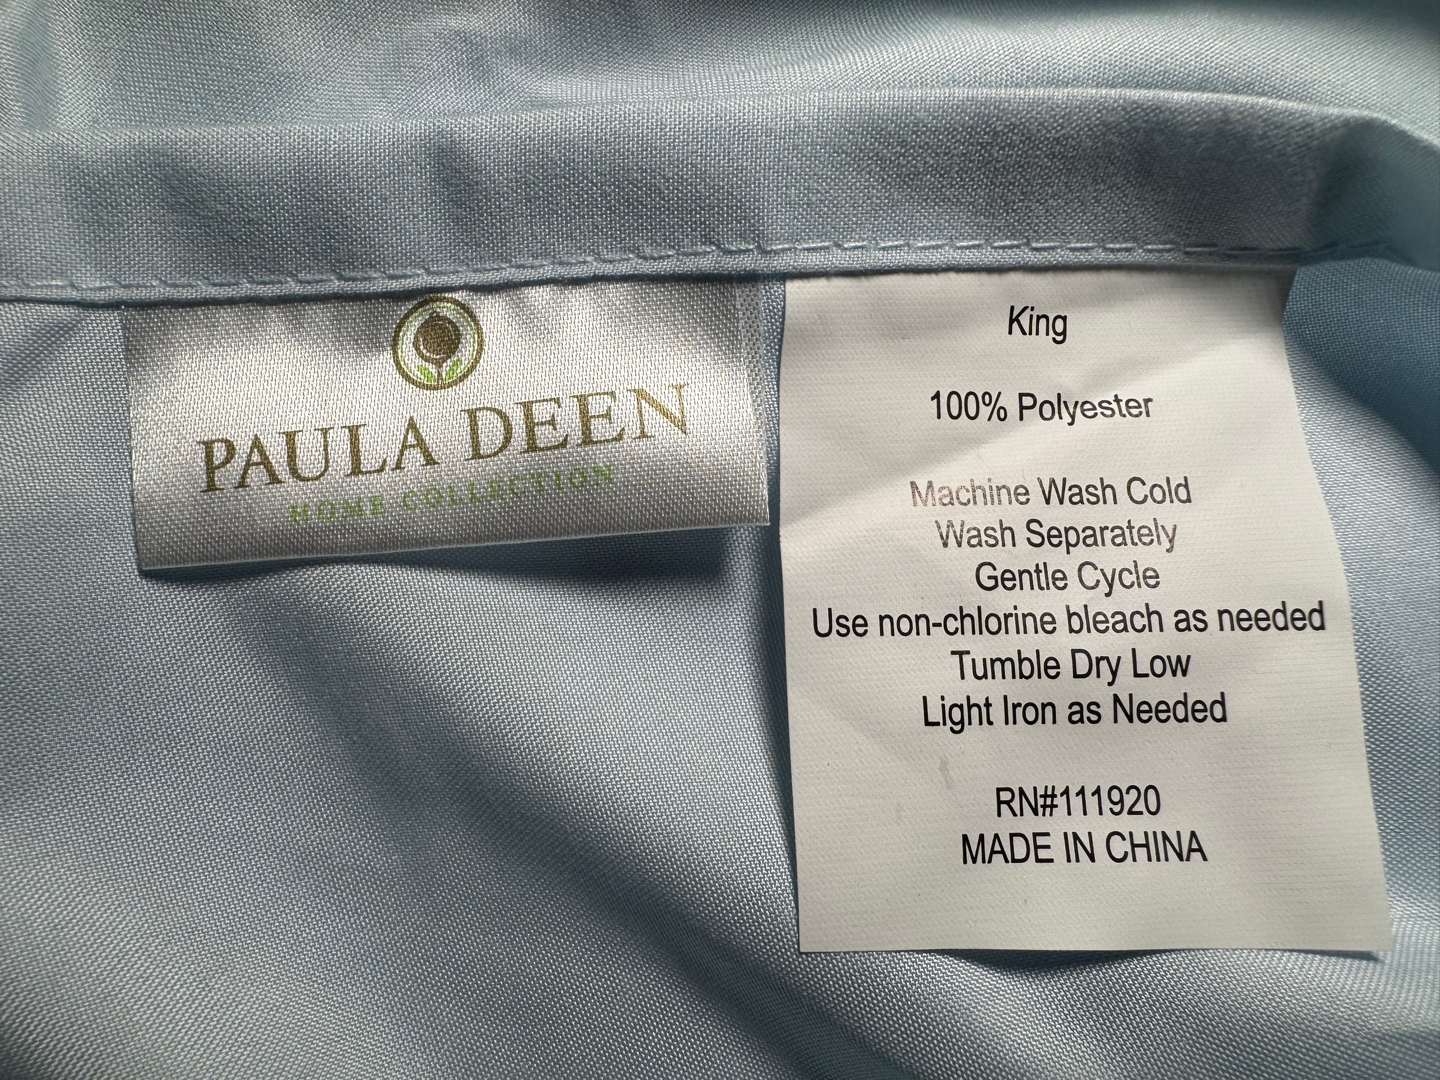 PAULA DEEN
HOME COLLECTION
King
100% Polyester
Machine Wash Cold
Wash Separately
Gentle Cycle
Use non-chlorine bleach as needed
Tumble Dry Low
Light Iron as Needed
RN#111920
MADE IN CHINA